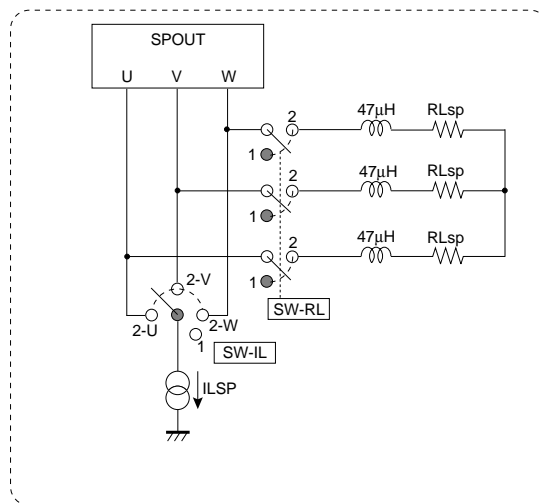 SPOUT
U V W
2 47μH RLsp
1
2 47μH RLsp
1
2 47μH RLsp
1
2-V
2-U 2-W
1
SW-RL
SW-IL
ILSP